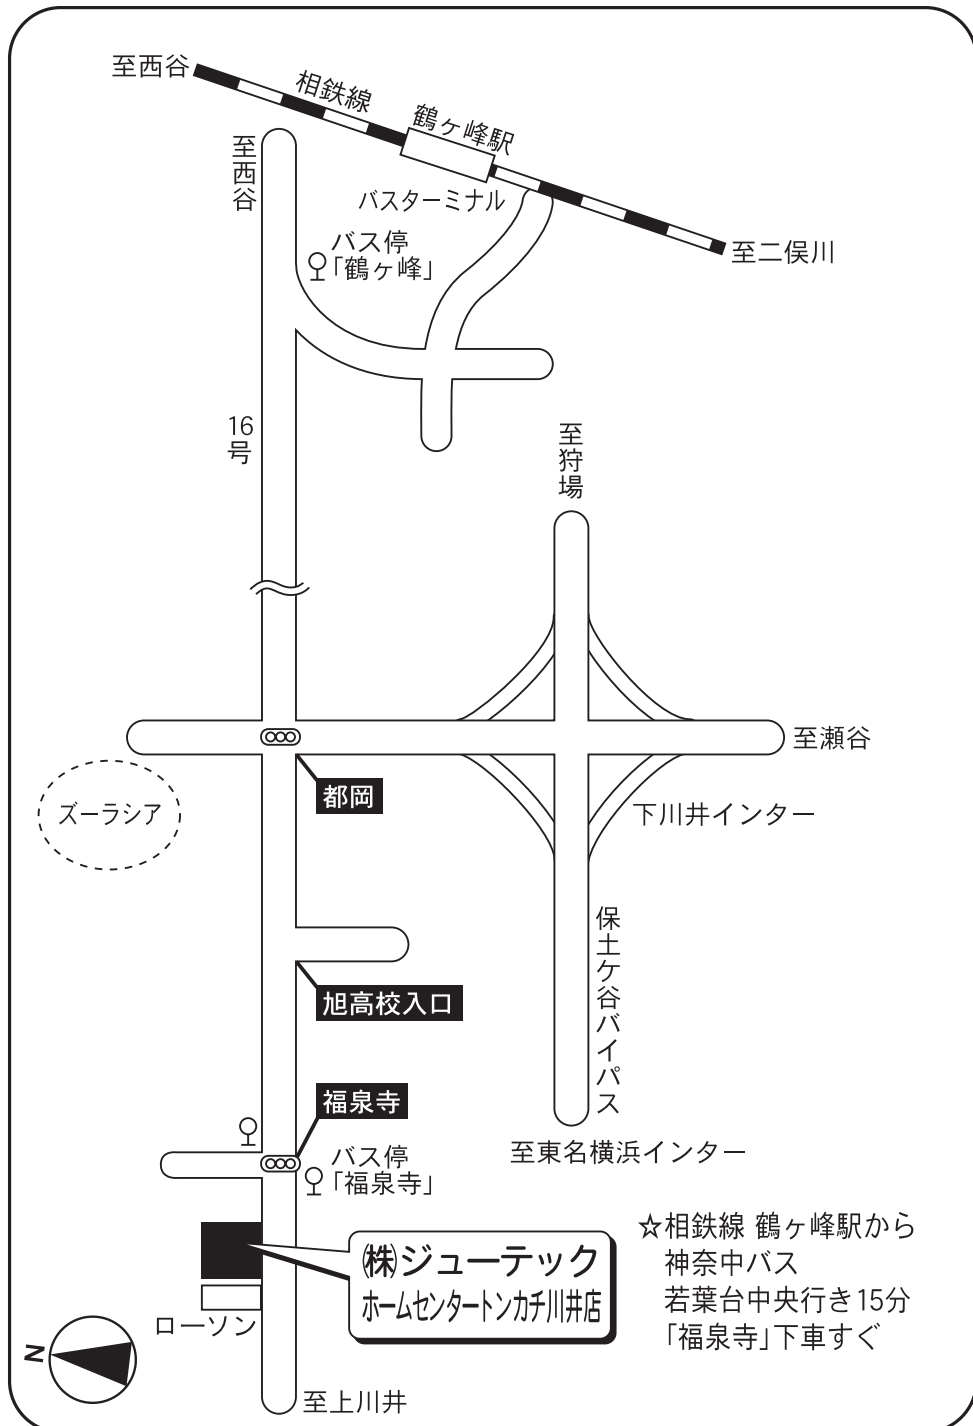 至西谷
相鉄線
鶴ヶ峰駅
至西谷
バスターミナル
バス停
「鶴ヶ峰」
至二俣川
16号
至狩場
至瀬谷
都岡
ズーラシア
下川井インター
保土ケ谷バイパス
旭高校入口
福泉寺
バス停
「福泉寺」
至東名横浜インター
㈱ジューテック
ホームセンタートンカチ川井店
☆相鉄線 鶴ヶ峰駅から
神奈中バス
若葉台中央行き15分
「福泉寺」下車すぐ
ローソン
N
至上川井